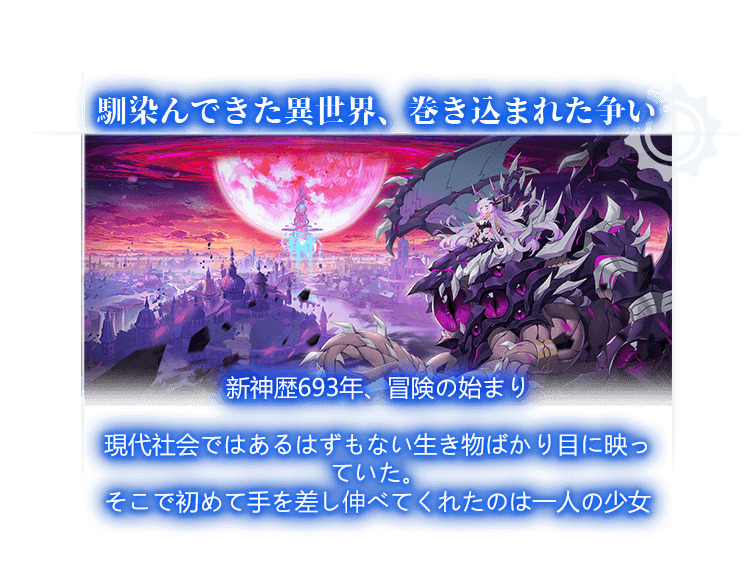 馴染んできた異世界、巻き込まれた争い
新神歴693年、冒険の始まり
現代社会ではあるはずもない生き物ばかり目に映っ
ていた。
そこで初めて手を差し伸べてくれたのは一人の少女